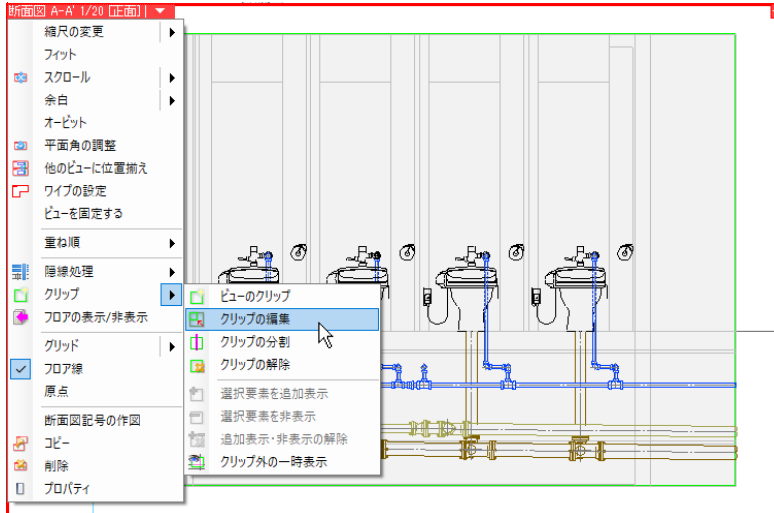 断面図 A-A' 1/20 [正面]
縮尺の変更
フィット
スクロール
余白
オービット
平面角の調整
他のビューに位置揃え
ワイプの設定
ビューを固定する
重ね順
陰線処理
クリップ
フロアの表示/非表示
グリッド
フロア線
原点
断面図記号の作図
コピー
削除
プロパティ
ビューのクリップ
クリップの編集
クリップの分割
クリップの解除
選択要素を追加表示
選択要素を非表示
追加表示・非表示の解除
クリップ外の一時表示